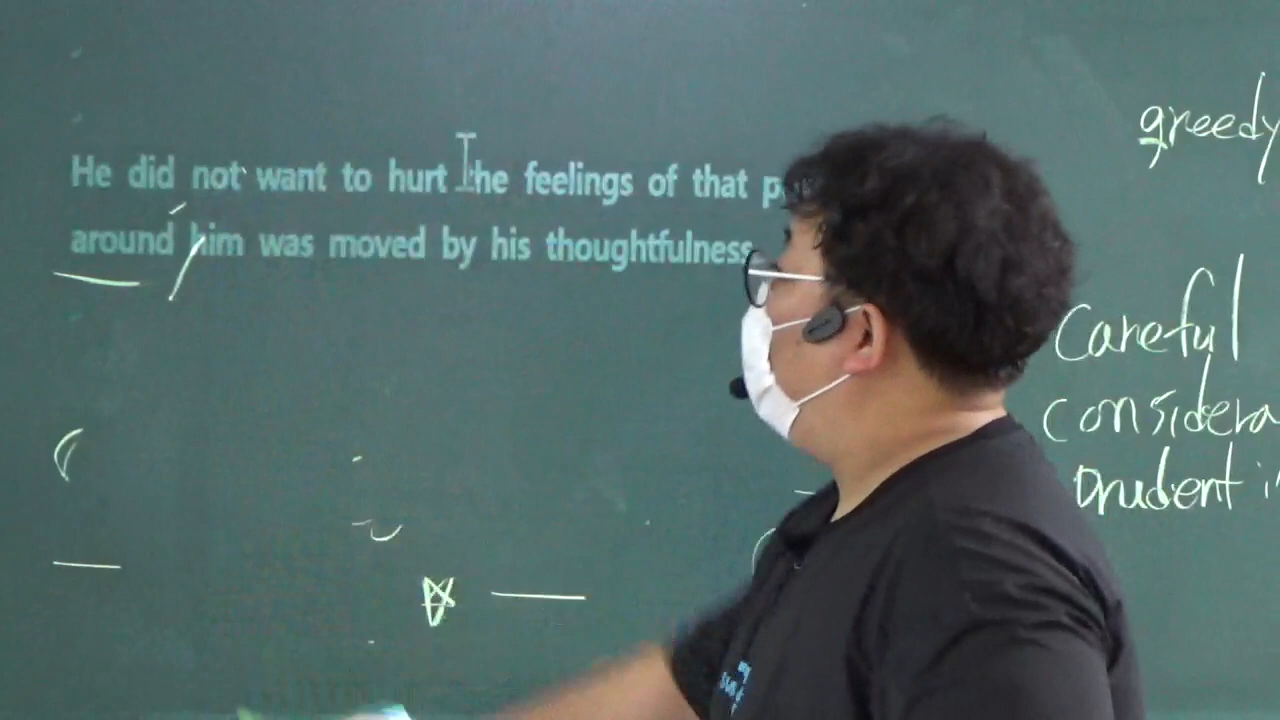 He did not want to hurt the feelings of that
around him was moved by his thoughtfulness
greedy
Careful
considera
prudent i